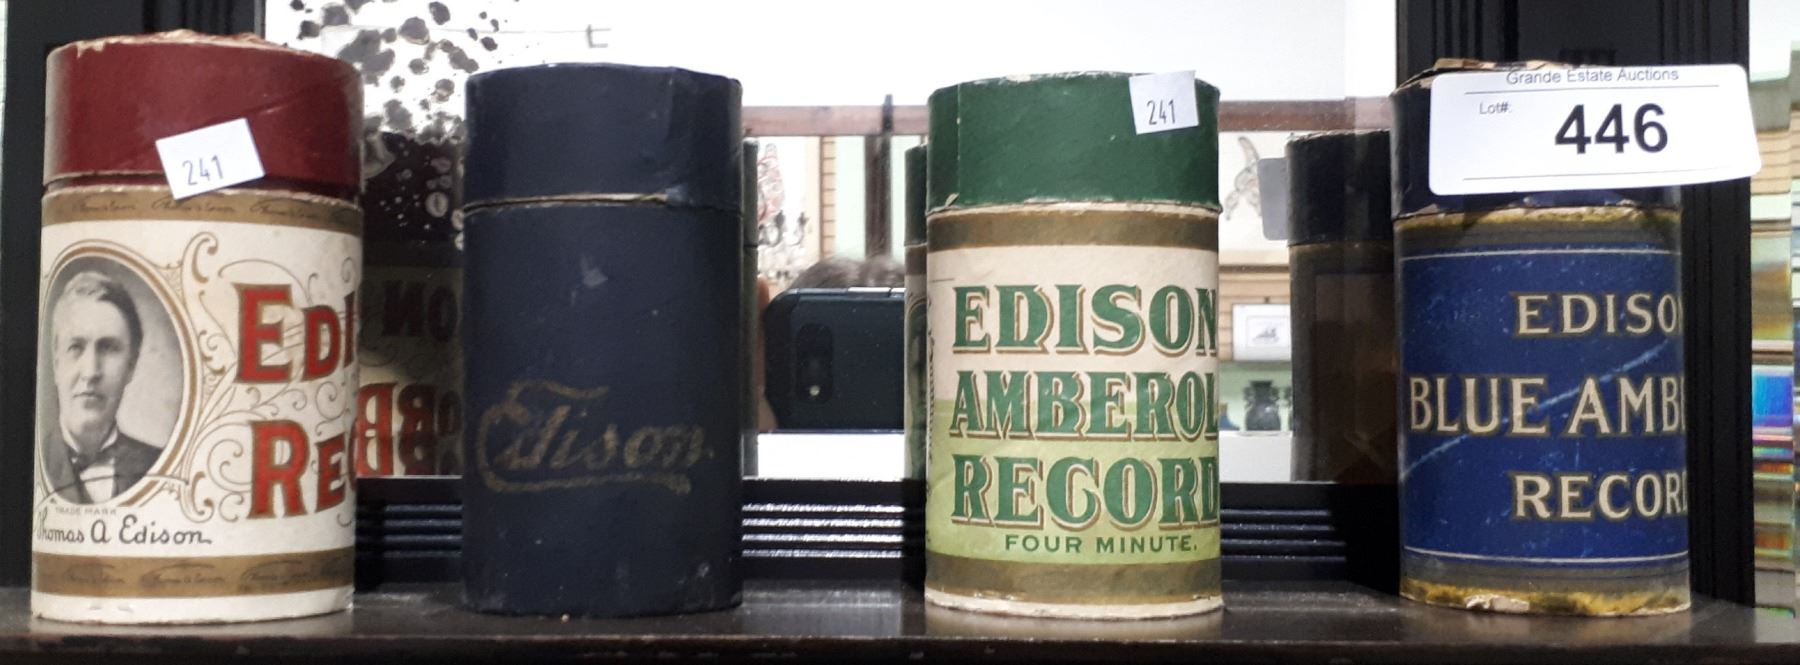 241
EDI
RE
TRADE MARK
Thomas A Edison
Edison
241
EDISON
AMBEROL
RECORD
FOUR MINUTE.
Grande Estate Auctions
Lot#:
446
EDISON
BLUE AMB
RECOR